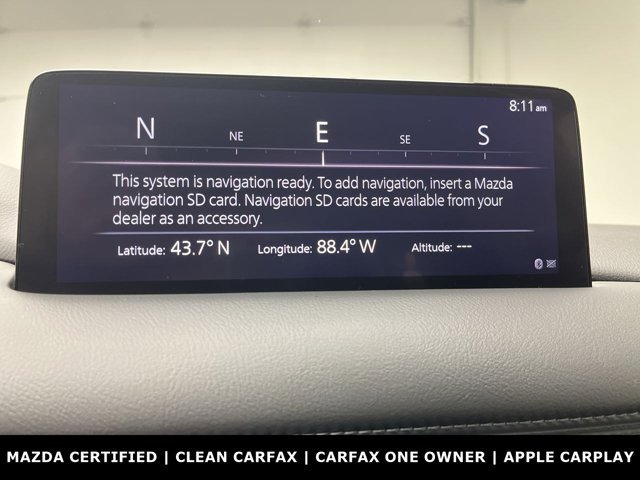 8:11 am
N NE E SE S
This system is navigation ready. To add navigation, insert a Mazda
navigation SD card. Navigation SD cards are available from your
dealer as an accessory.
Latitude: 43.7° N Longitude: 88.4° W Altitude: ---
MAZDA CERTIFIED | CLEAN CARFAX | CARFAX ONE OWNER | APPLE CARPLAY